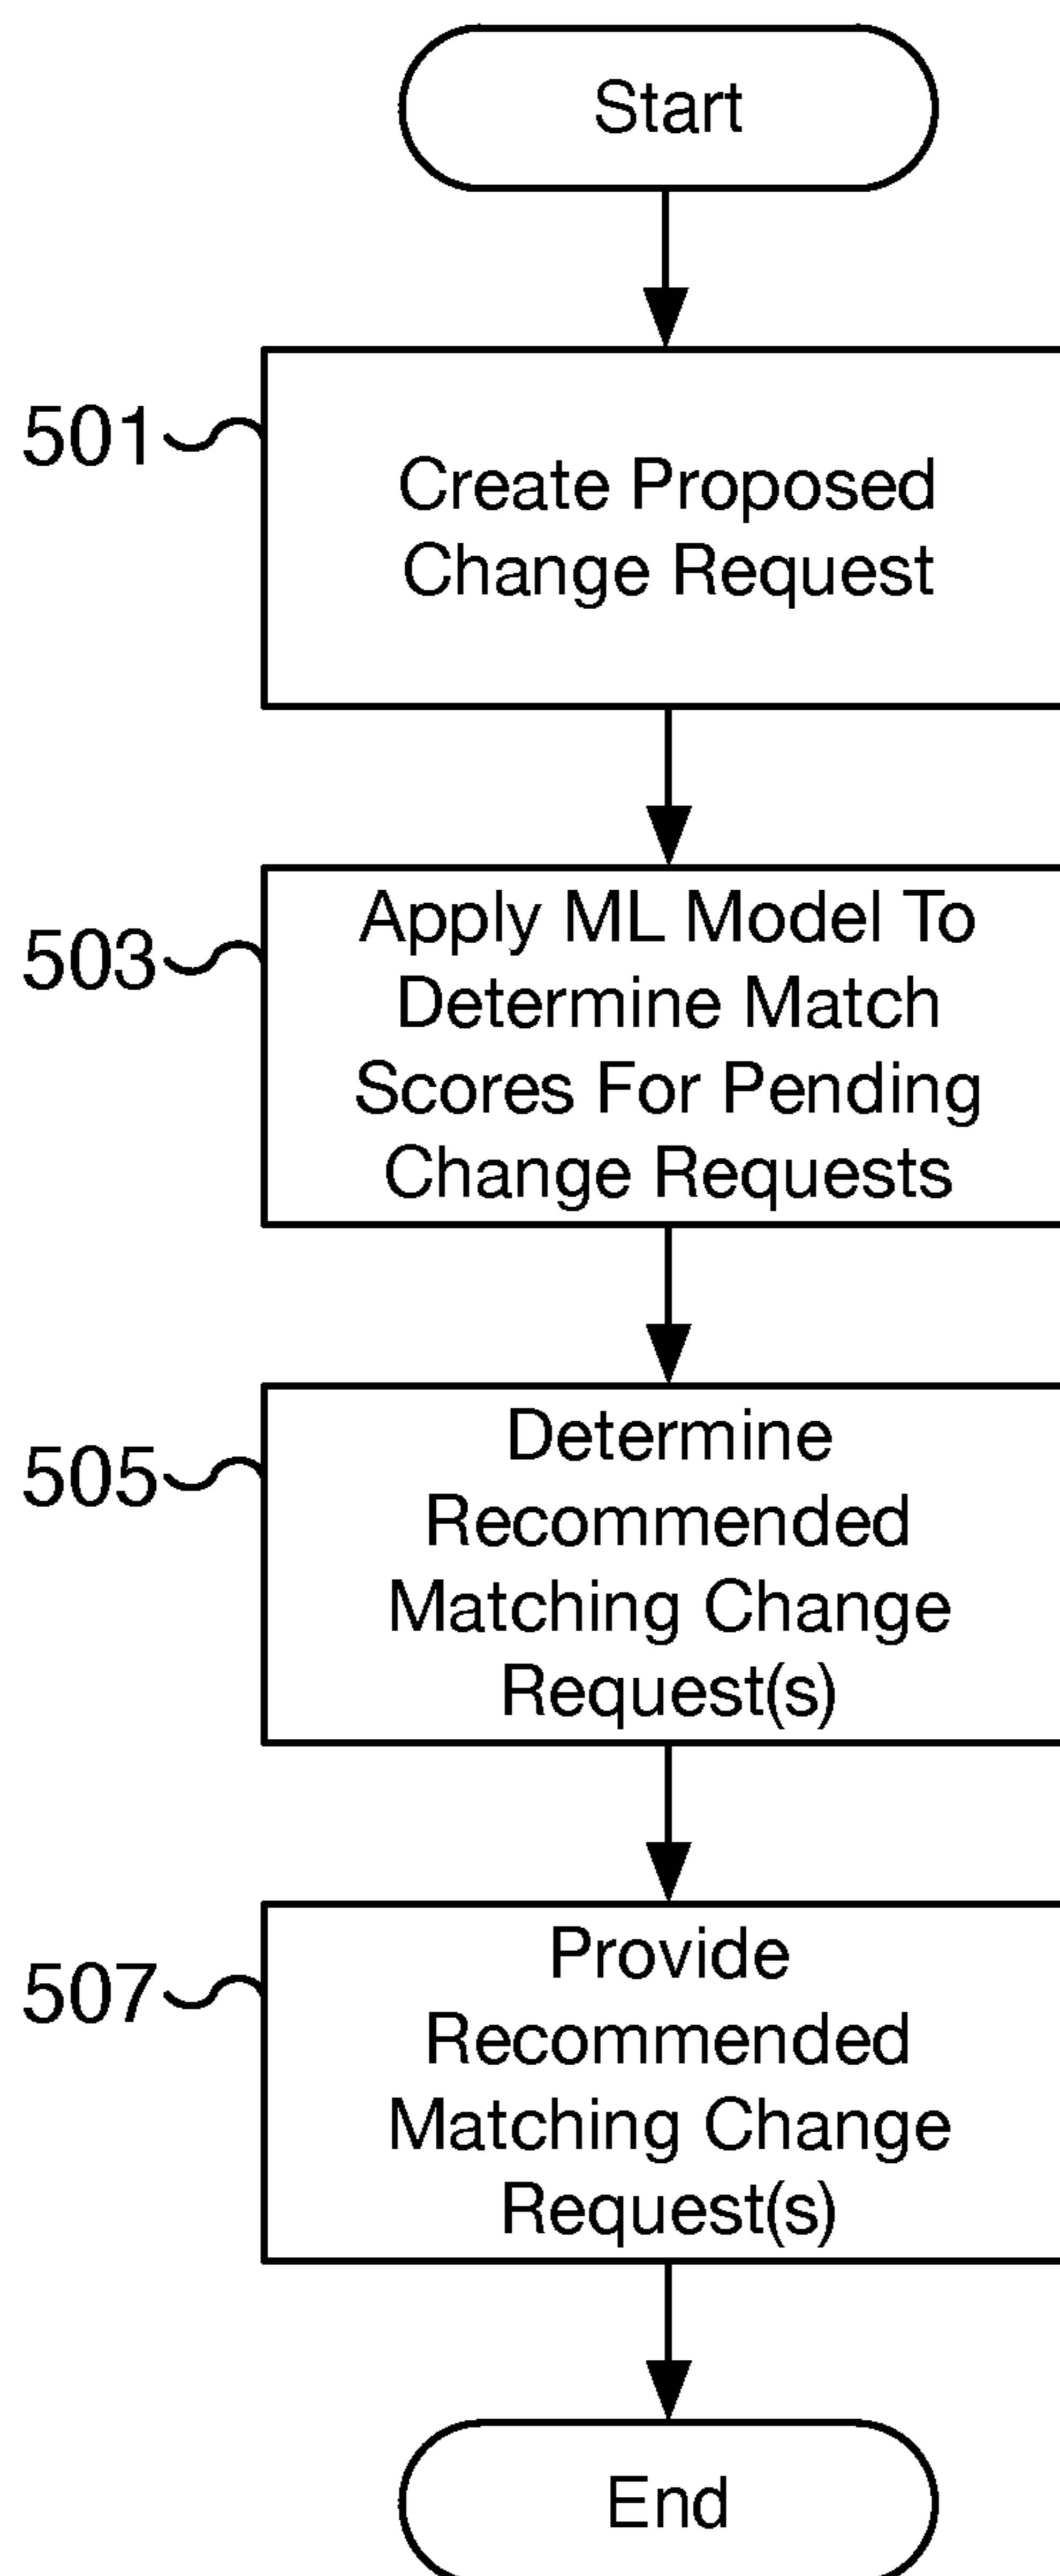 Start
501
Create Proposed
Change Request
503
Apply ML Model To
Determine Match
Scores For Pending
Change Requests
505
Determine
Recommended
Matching Change
Request(s)
507
Provide
Recommended
Matching Change
Request(s)
End